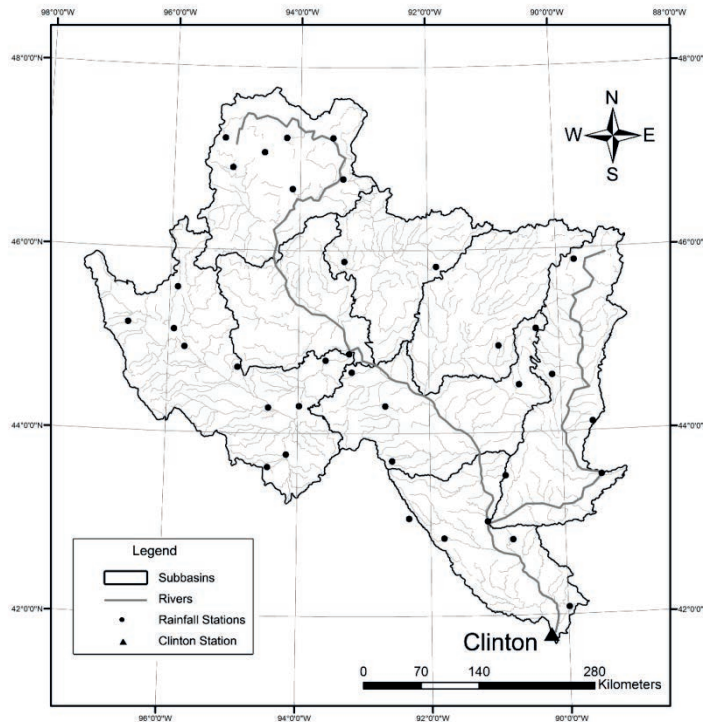 98°0'0"W 96°0'0"W 94°0'0"W 92°0'0"W 90°0'0"W 88°0'0"W
48°0'0"N 48°0'0"N
N
W E
S
46°0'0"N 46°0'0"N
44°0'0"N 44°0'0"N
42°0'0"N 42°0'0"N
Legend
Subbasins
Rivers
Rainfall Stations
Clinton Station
Clinton
0 70 140 280
Kilometers
96°0'0"W 94°0'0"W 92°0'0"W 90°0'0"W